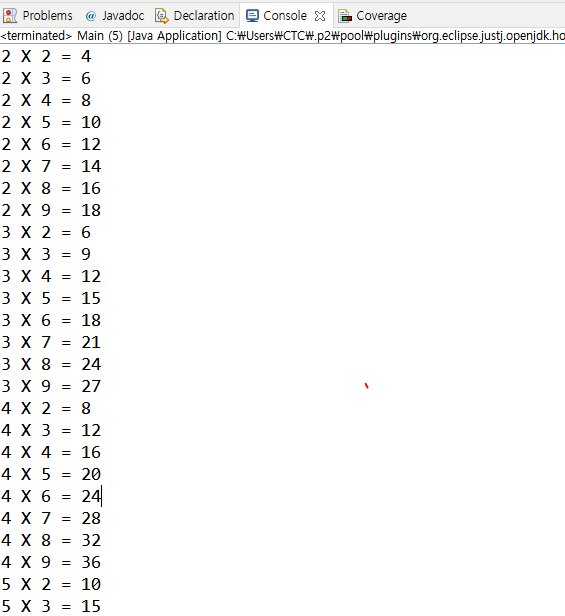 Problems @ Javadoc Declaration Console Coverage
<terminated> Main (5) [Java Application] C:₩Users₩CTC₩.p2₩pool₩plugins₩org.eclipse.justj.openjdk.ho
2 X 2 = 4
2 X 3 = 6
2 X 4 = 8
2 X 5 = 10
2 X 6 = 12
2 X 7 = 14
2 X 8 = 16
2 X 9 = 18
3 X 2 = 6
3 X 3 = 9
3 X 4 = 12
3 X 5 = 15
3 X 6 = 18
3 X 7 = 21
3 X 8 = 24
3 X 9 = 27
4 X 2 = 8
4 X 3 = 12
4 X 4 = 16
4 X 5 = 20
4 X 6 = 24
4 X 7 = 28
4 X 8 = 32
4 X 9 = 36
5 X 2 = 10
5 X 3 = 15